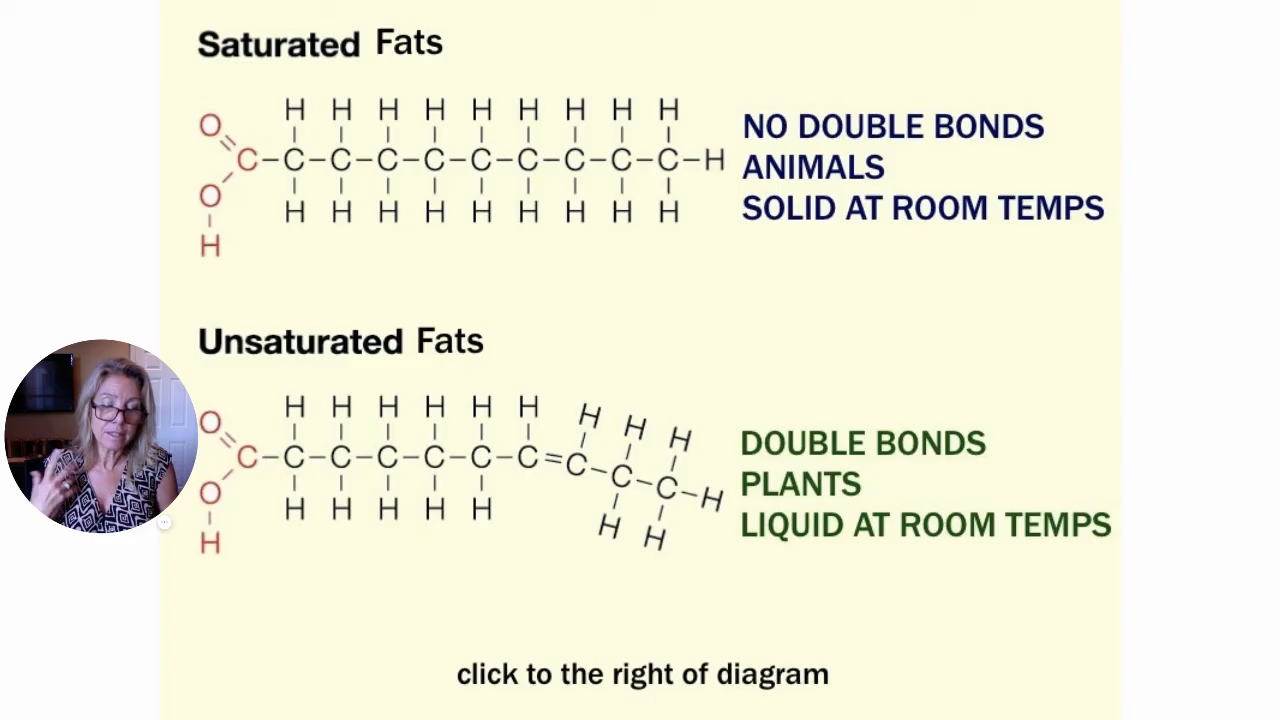 Saturated Fats
O H H H H H H H H H
C–C–C–C–C–C–C–C–C–C–H
O H H H H H H H H H
H
NO DOUBLE BONDS
ANIMALS
SOLID AT ROOM TEMPS
Unsaturated Fats
O H H H H H H H H H
C–C–C–C–C–C–C=C–C–C–H
O H H H H H H H
H
DOUBLE BONDS
PLANTS
LIQUID AT ROOM TEMPS
click to the right of diagram